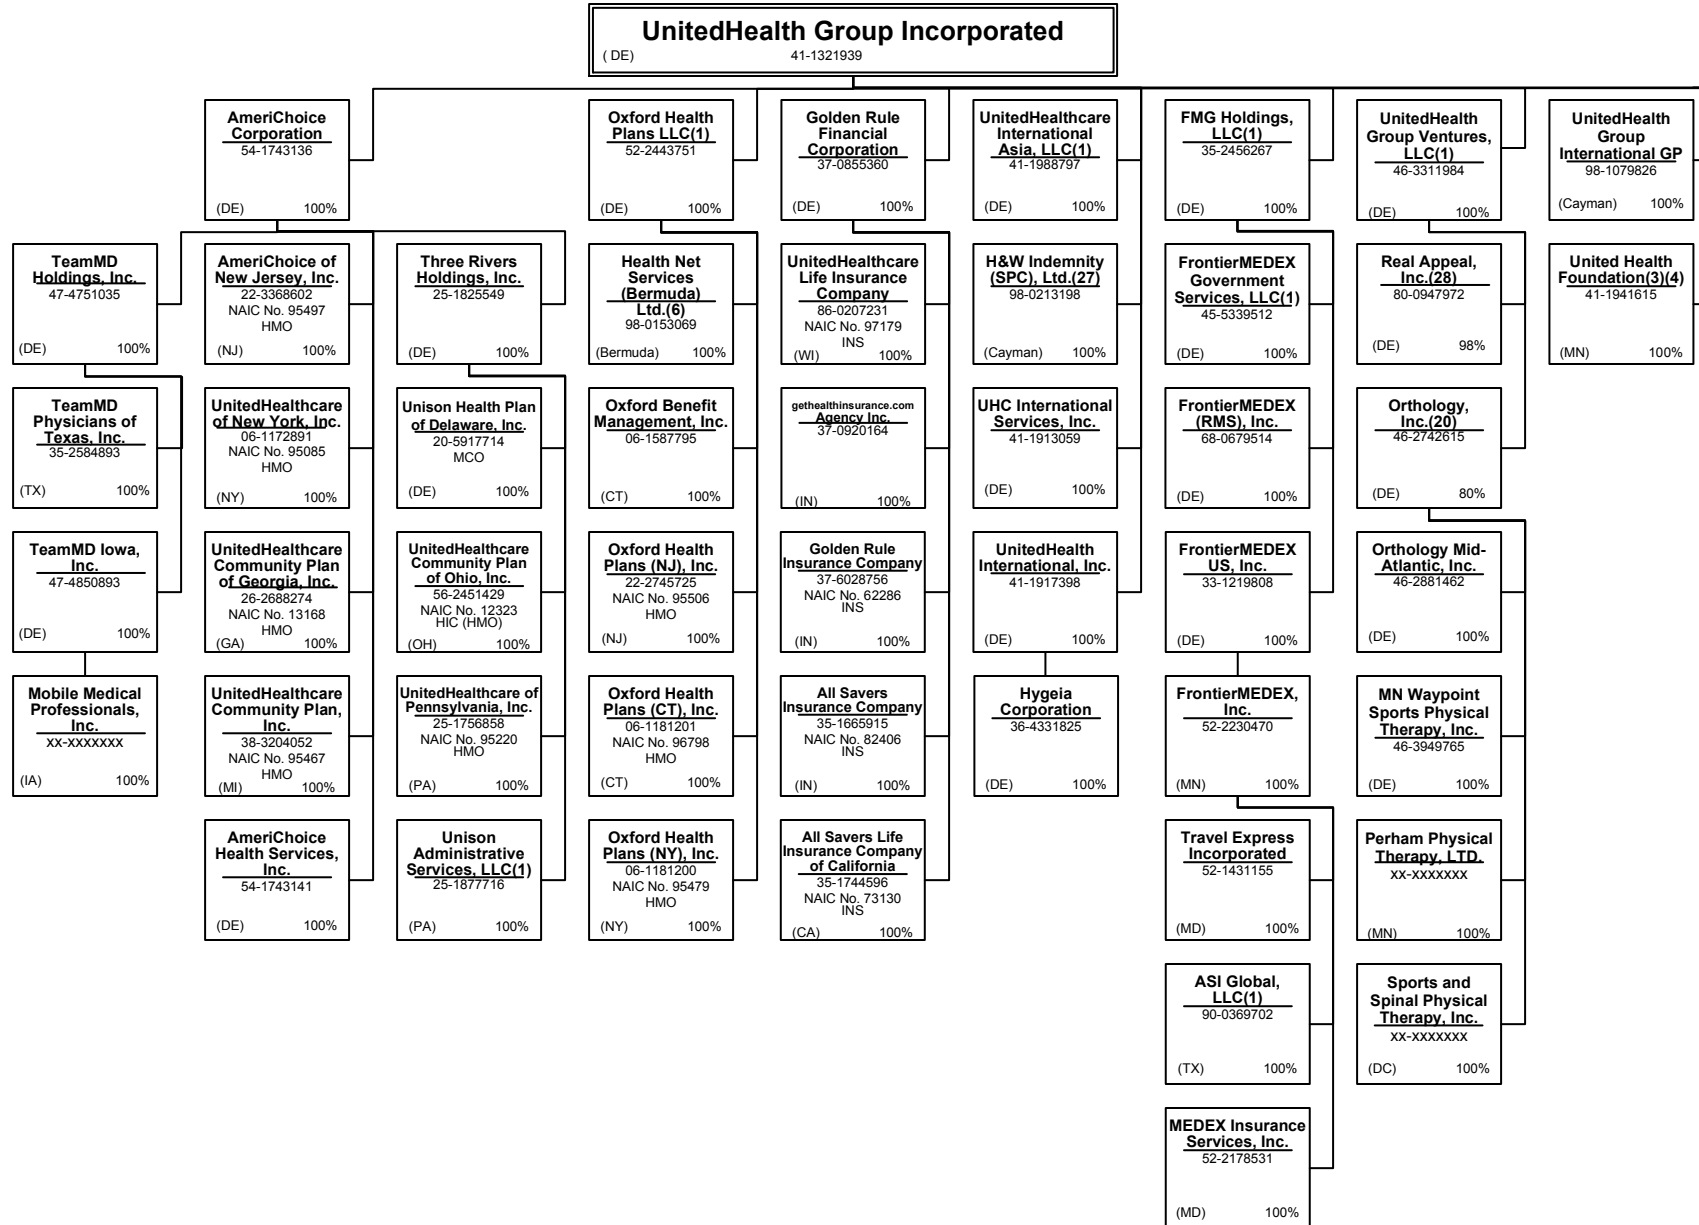 UnitedHealth Group Incorporated
( DE) 41-1321939
AmeriChoice
Corporation
54-1743136
(DE) 100%
Oxford Health
Plans LLC(1)
52-2443751
(DE) 100%
Golden Rule
Financial
Corporation
37-0855360
(DE) 100%
UnitedHealthcare
International
Asia, LLC(1)
41-1988797
(DE) 100%
FMG Holdings,
LLC(1)
35-2456267
(DE) 100%
UnitedHealth
Group Ventures,
LLC(1)
46-3311984
(DE) 100%
UnitedHealth
Group
International GP
98-1079826
(Cayman) 100%
TeamMD
Holdings, Inc.
47-4751035
(DE) 100%
AmeriChoice of
New Jersey, Inc.
22-3368602
NAIC No. 95497
HMO
(NJ) 100%
Three Rivers
Holdings, Inc.
25-1825549
(DE) 100%
Health Net
Services
(Bermuda)
Ltd.(6)
98-0153069
(Bermuda) 100%
UnitedHealthcare
Life Insurance
Company
86-0207231
NAIC No. 97179
INS
(WI) 100%
H&W Indemnity
(SPC), Ltd.(27)
98-0213198
(Cayman) 100%
FrontierMEDEX
Government
Services, LLC(1)
45-5339512
(DE) 100%
Real Appeal,
Inc.(28)
80-0947972
(DE) 98%
United Health
Foundation(3)(4)
41-1941615
(MN) 100%
TeamMD
Physicians of
Texas, Inc.
35-2584893
(TX) 100%
UnitedHealthcare
of New York, Inc.
06-1172891
NAIC No. 95085
HMO
(NY) 100%
Unison Health Plan
of Delaware, Inc.
20-5917714
MCO
(DE) 100%
Oxford Benefit
Management, Inc.
06-1587795
(CT) 100%
gethealthinsurance.com
Agency Inc.
37-0920164
(IN) 100%
UHC International
Services, Inc.
41-1913059
(DE) 100%
FrontierMEDEX
(RMS), Inc.
68-0679514
(DE) 100%
Orthology,
Inc.(20)
46-2742615
(DE) 80%
TeamMD Iowa,
Inc.
47-4850893
(DE) 100%
UnitedHealthcare
Community Plan
of Georgia, Inc.
26-2688274
NAIC No. 13168
HMO
(GA) 100%
UnitedHealthcare
Community Plan
of Ohio, Inc.
56-2451429
NAIC No. 12323
HIC (HMO)
(OH) 100%
Oxford Health
Plans (NJ), Inc.
22-2745725
NAIC No. 95506
HMO
(NJ) 100%
Golden Rule
Insurance Company
37-6028756
NAIC No. 62286
INS
(IN) 100%
UnitedHealth
International, Inc.
41-1917398
(DE) 100%
FrontierMEDEX
US, Inc.
33-1219808
(DE) 100%
Orthology Mid-
Atlantic, Inc.
46-2881462
(DE) 100%
Mobile Medical
Professionals,
Inc.
xx-xxxxxxx
(IA) 100%
UnitedHealthcare
Community Plan,
Inc.
38-3204052
NAIC No. 95467
HMO
(MI) 100%
UnitedHealthcare of
Pennsylvania, Inc.
25-1756858
NAIC No. 95220
HMO
(PA) 100%
Oxford Health
Plans (CT), Inc.
06-1181201
NAIC No. 96798
HMO
(CT) 100%
All Savers
Insurance Company
35-1665915
NAIC No. 82406
INS
(IN) 100%
Hygeia
Corporation
36-4331825
(DE) 100%
FrontierMEDEX,
Inc.
52-2230470
(MN) 100%
MN Waypoint
Sports Physical
Therapy, Inc.
46-3949765
(DE) 100%
AmeriChoice
Health Services,
Inc.
54-1743141
(DE) 100%
Unison
Administrative
Services, LLC(1)
25-1877716
(PA) 100%
Oxford Health
Plans (NY), Inc.
06-1181200
NAIC No. 95479
HMO
(NY) 100%
All Savers Life
Insurance Company
of California
35-1744596
NAIC No. 73130
INS
(CA) 100%
Travel Express
Incorporated
52-1431155
(MD) 100%
Perham Physical
Therapy, LTD.
xx-xxxxxxx
(MN) 100%
ASI Global,
LLC(1)
90-0369702
(TX) 100%
Sports and
Spinal Physical
Therapy, Inc.
xx-xxxxxxx
(DC) 100%
MEDEX Insurance
Services, Inc.
52-2178531
(MD) 100%